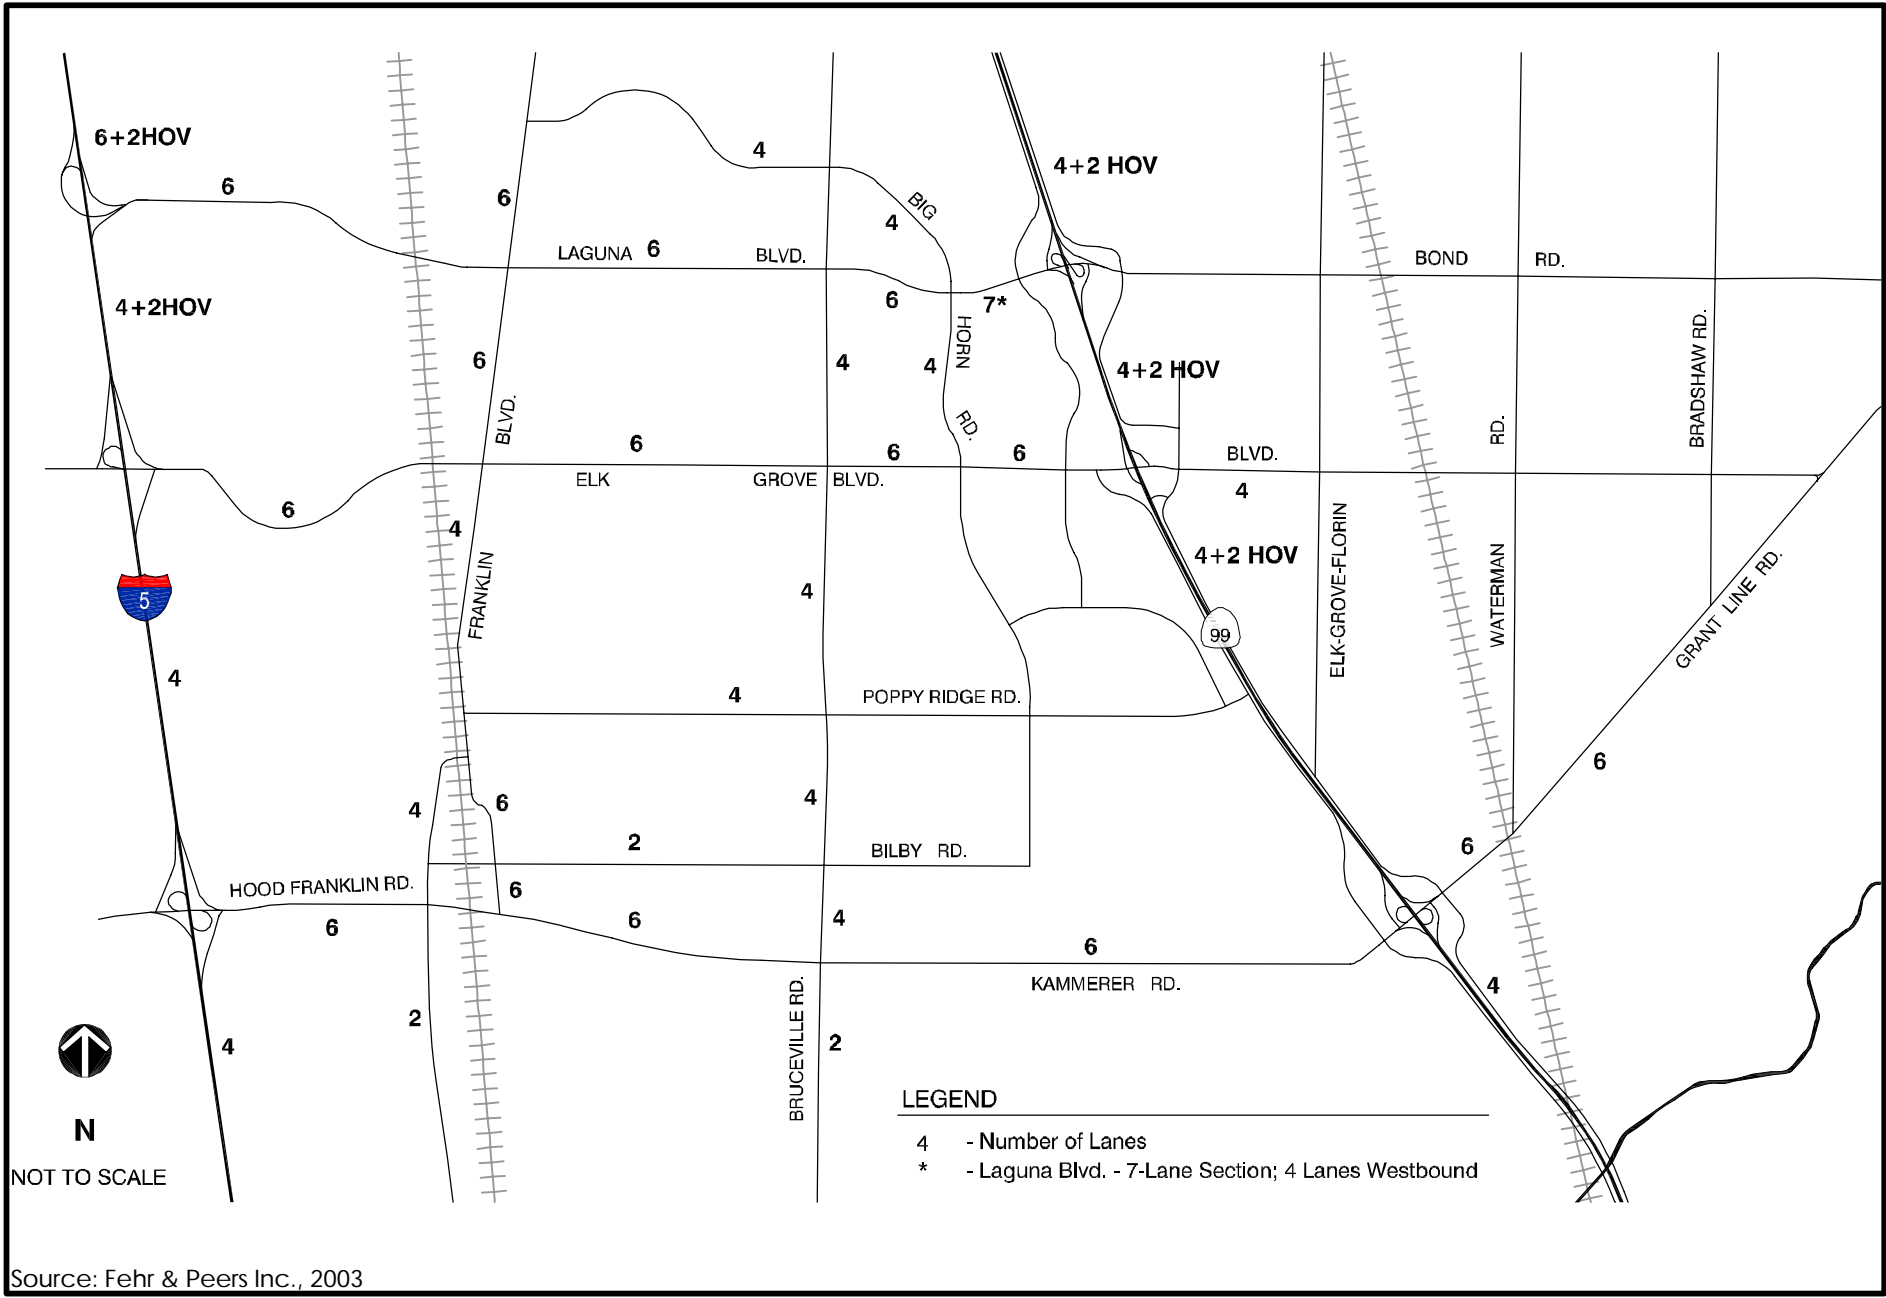 6+2HOV
4
4+2 HOV
6
6
BIG
4
LAGUNA 6 BLVD.
BOND RD.
4+2HOV
6
7*
HORN
6
4
4
4+2 HOV
BRADSHAW RD.
BLVD.
RD.
RD.
6
6
6
BLVD.
ELK GROVE BLVD.
4
6
4
4+2 HOV
ELK-GROVE-FLORIN
WATERMAN
FRANKLIN
GRANT LINE RD.
5
4
99
4
4
POPPY RIDGE RD.
6
4
6
4
2
BILBY RD.
6
HOOD FRANKLIN RD.
6
6
6
4
6
KAMMERER RD.
4
2
BRUCEVILLE RD.
2
4
N
NOT TO SCALE
LEGEND
4 - Number of Lanes
* - Laguna Blvd. - 7-Lane Section; 4 Lanes Westbound
Source: Fehr & Peers Inc., 2003